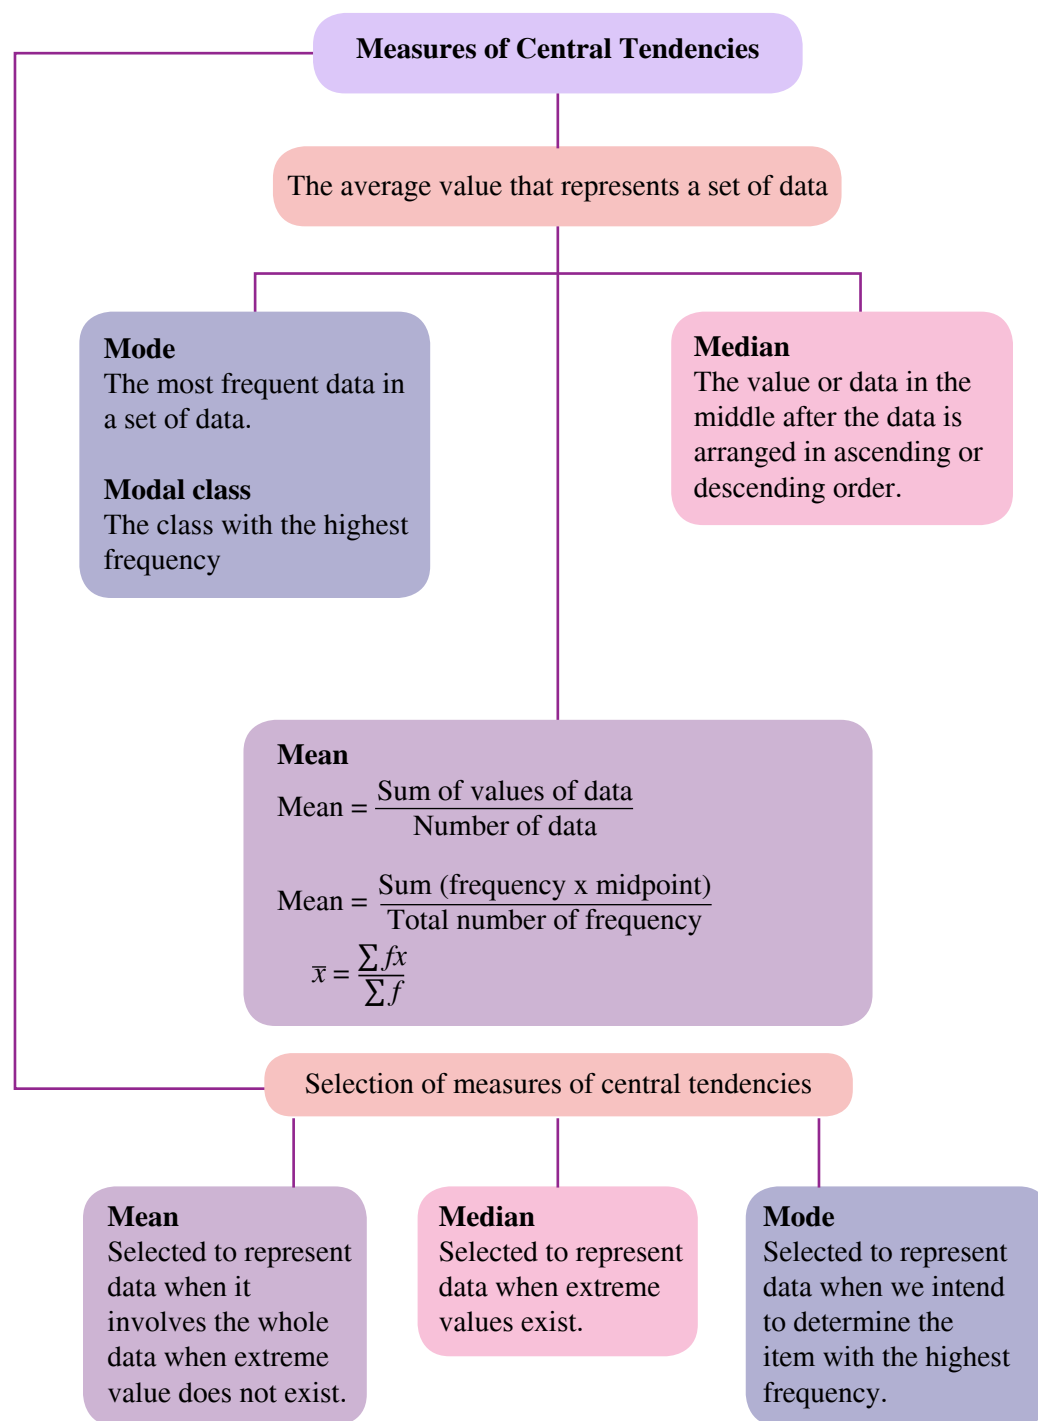 Measures of Central Tendencies
The average value that represents a set of data
Mode
The most frequent data in
a set of data.
Modal class
The class with the highest
frequency
Median
The value or data in the
middle after the data is
arranged in ascending or
descending order.
Mean
Mean = Sum of values of data / Number of data
Mean = Sum (frequency x midpoint) / Total number of frequency
x̅ = ∑ fx / ∑ f
Selection of measures of central tendencies
Mean
Selected to represent
data when it
involves the whole
data when extreme
value does not exist.
Median
Selected to represent
data when extreme
values exist.
Mode
Selected to represent
data when we intend
to determine the
item with the highest
frequency.